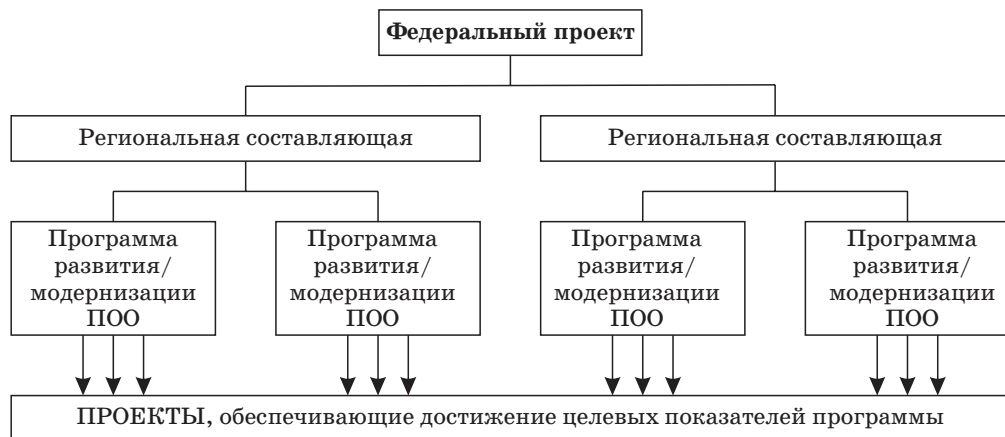 Федеральный проект
Региональная составляющая
Региональная составляющая
Программа
развития/
модернизации
ПОО
Программа
развития/
модернизации
ПОО
Программа
развития/
модернизации
ПОО
Программа
развития/
модернизации
ПОО
ПРОЕКТЫ, обеспечивающие достижение целевых показателей программы